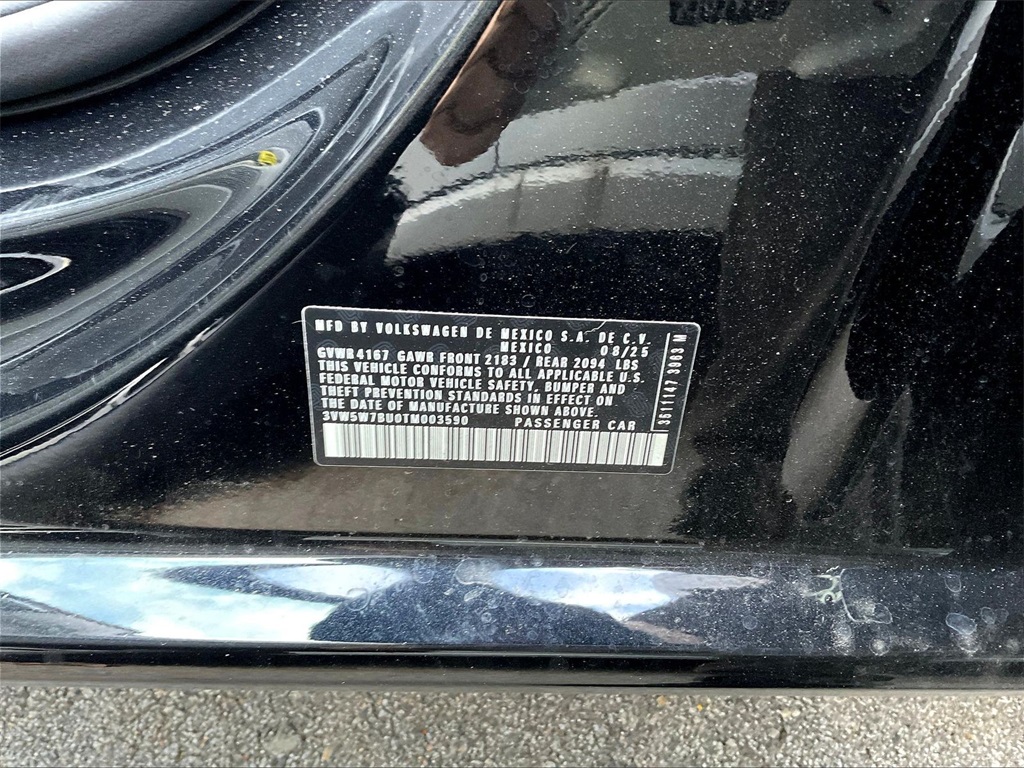 MFD BY VOLKSWAGEN DE MEXICO S.A. DE C.V.
MEXICO 08/25
GVWR 4167 GAWR FRONT 2183 / REAR 2094 LBS
THIS VEHICLE CONFORMS TO ALL APPLICABLE U.S.
FEDERAL MOTOR VEHICLE SAFETY, BUMPER AND
THEFT PREVENTION STANDARDS IN EFFECT ON
THE DATE OF MANUFACTURE SHOWN ABOVE.
3VW5W7BU0TM003590 PASSENGER CAR
3611147 3983 M